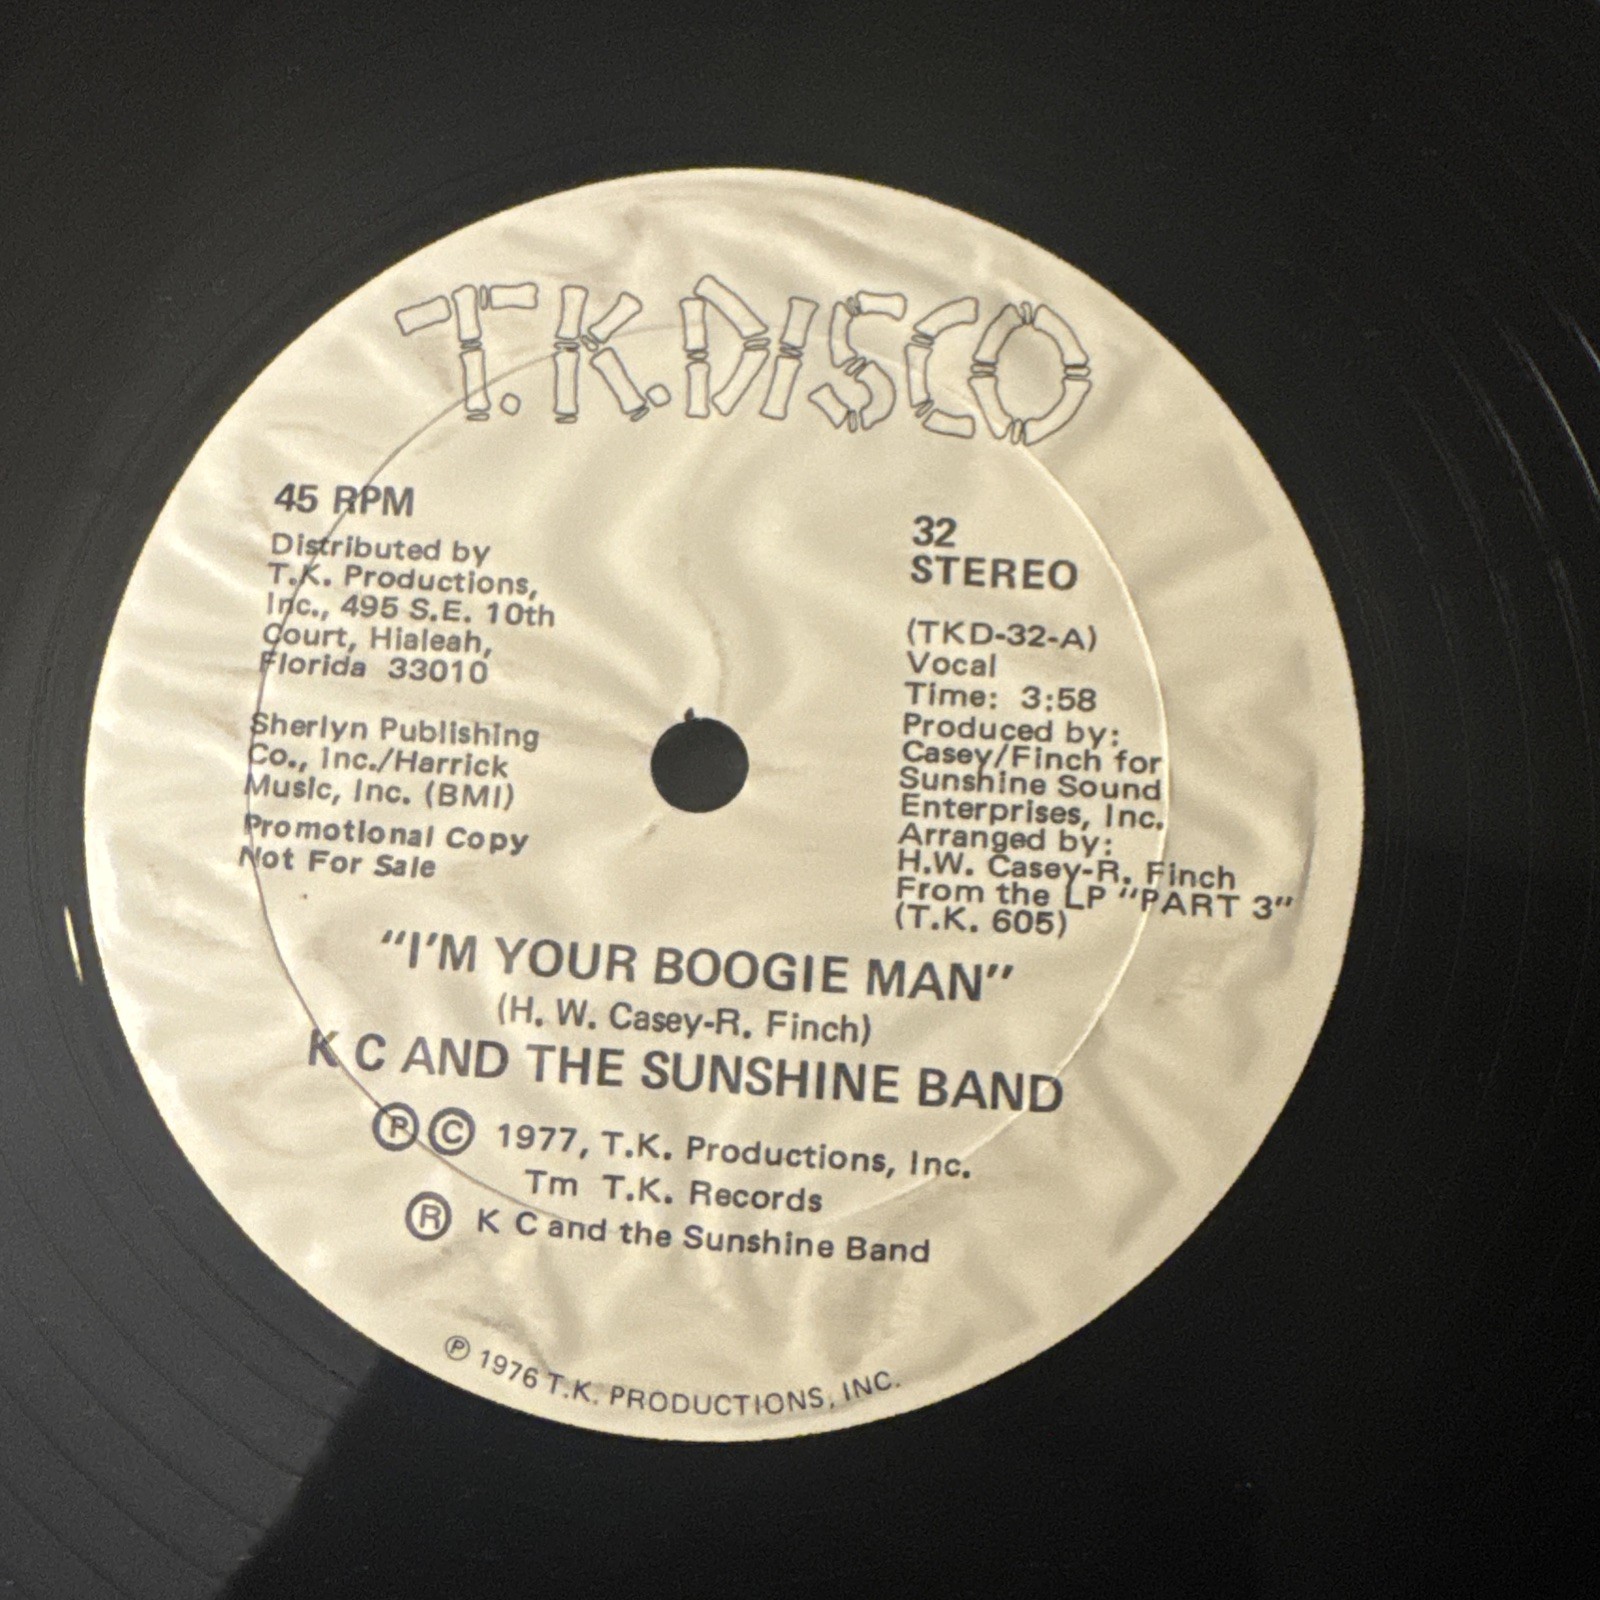 T.K. DISCO
45 RPM
Distributed by
T.K. Productions,
Inc., 495 S.E. 10th
Court, Hialeah,
Florida 33010
Sherlyn Publishing
Co., Inc./Harrick
Music, Inc. (BMI)
Promotional Copy
Not For Sale
32
STEREO
(TKD-32-A)
Vocal
Time: 3:58
Produced by:
Casey/Finch for
Sunshine Sound
Enterprises, Inc.
Arranged by:
H.W. Casey-R. Finch
From the LP "PART 3"
(T.K. 605)
"I'M YOUR BOOGIE MAN"
(H. W. Casey-R. Finch)
K C AND THE SUNSHINE BAND
Ⓟ © 1977, T.K. Productions, Inc.
Tm T.K. Records
® K C and the Sunshine Band
Ⓟ 1976 T.K. PRODUCTIONS, INC.